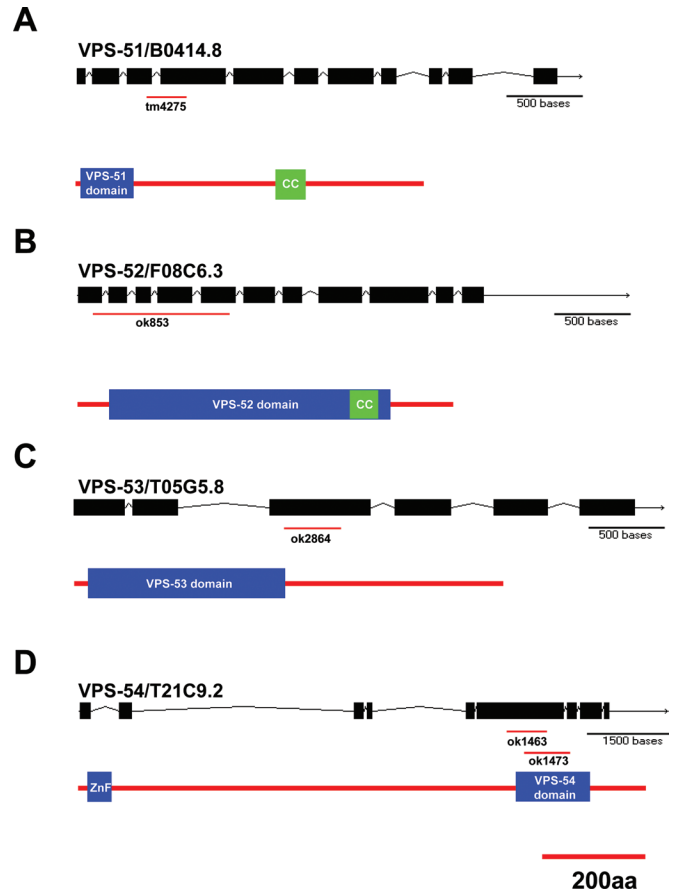 A
VPS-51/B0414.8
500 bases
tm4275
VPS-51
domain
CC
B
VPS-52/F08C6.3
500 bases
ok853
VPS-52 domain
CC
C
VPS-53/T05G5.8
500 bases
ok2864
VPS-53 domain
D
VPS-54/T21C9.2
1500 bases
ok1463
ok1473
ZnF
VPS-54
domain
200aa